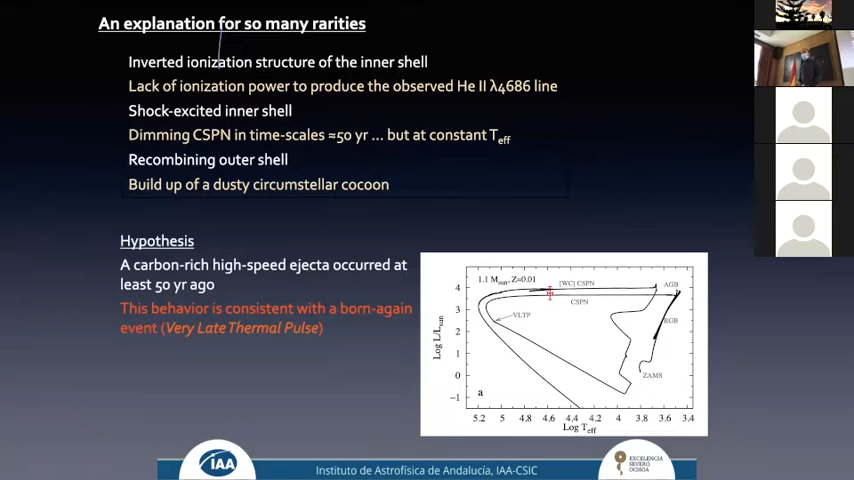 An explanation for so many rarities
Inverted ionization structure of the inner shell
Lack of ionization power to produce the observed He II λ4686 line
Shock-excited inner shell
Dimming CSPN in time-scales ≈50 yr ... but at constant Teff
Recombining outer shell
Build up of a dusty circumstellar cocoon
Hypothesis
A carbon-rich high-speed ejecta occurred at
least 50 yr ago
This behavior is consistent with a born-again
event (Very Late Thermal Pulse)
1.1 Msun, Z=0.01
[WC] CSPN
AGB
CSPN
VLTP
RGB
ZAMS
a
Log L/Lsun
4
3
2
1
0
−1
5.2 5 4.8 4.6 4.4 4.2 4 3.8 3.6 3.4
Log Teff
IAA
Instituto de Astrofísica de Andalucía, IAA-CSIC
EXCELENCIA
SEVERO
OCHOA